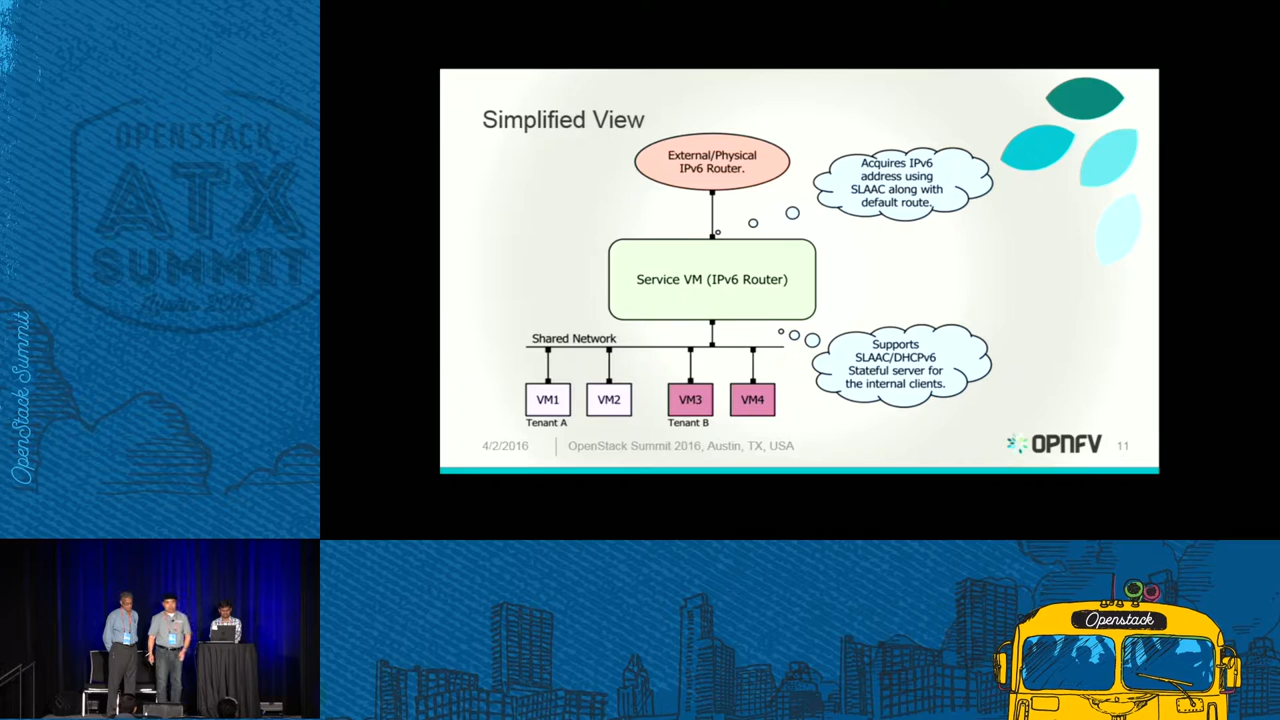 OPENSTACK
ATX
SUMMIT
OpenStack Summit
Simplified View
External/Physical
IPv6 Router.
Acquires IPv6
address using
SLAAC along with
default route.
Service VM (IPv6 Router)
Shared Network
Supports
SLAAC/DHCPv6
Stateful server for
the internal clients.
VM1
VM2
VM3
VM4
Tenant A
Tenant B
4/2/2016
OpenStack Summit 2016, Austin, TX, USA
OPNFV
11
Openstack